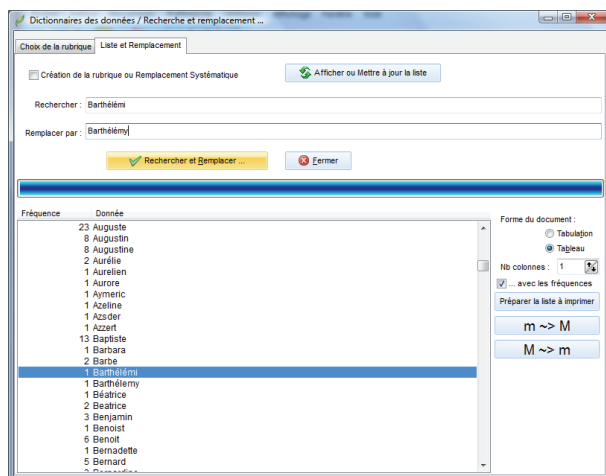 Dictionnaires des données / Recherche et remplacement ...
Choix de la rubrique Liste et Remplacement
Création de la rubrique ou Remplacement Systématique
Afficher ou Mettre à jour la liste
Rechercher : Barthélémi
Remplacer par : Barthélémy
Rechercher et Remplacer ... Fermer
Fréquence Donnée
23 Auguste
8 Augustin
8 Augustine
2 Aurélie
1 Aurelien
1 Aurore
1 Aymeric
1 Azeline
1 Azsder
1 Azzert
13 Baptiste
1 Barbara
2 Barbe
1 Barthélémi
1 Barthélemy
1 Béatrice
2 Beatrice
3 Benjamin
1 Benoist
6 Benoit
1 Bernadette
5 Bernard
2 Bernardine
Forme du document :
Tabulation
Tableau
Nb colonnes : 1
... avec les fréquences
Préparer la liste à imprimer
m ~> M
M ~> m